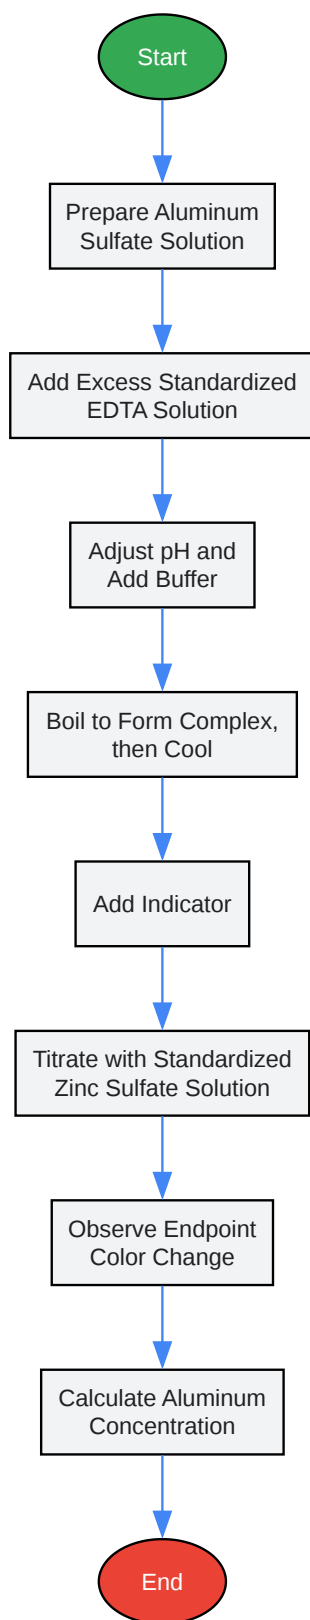 Start
Prepare Aluminum
Sulfate Solution
Add Excess Standardized
EDTA Solution
Adjust pH and
Add Buffer
Boil to Form Complex,
then Cool
Add Indicator
Titrate with Standardized
Zinc Sulfate Solution
Observe Endpoint
Color Change
Calculate Aluminum
Concentration
End